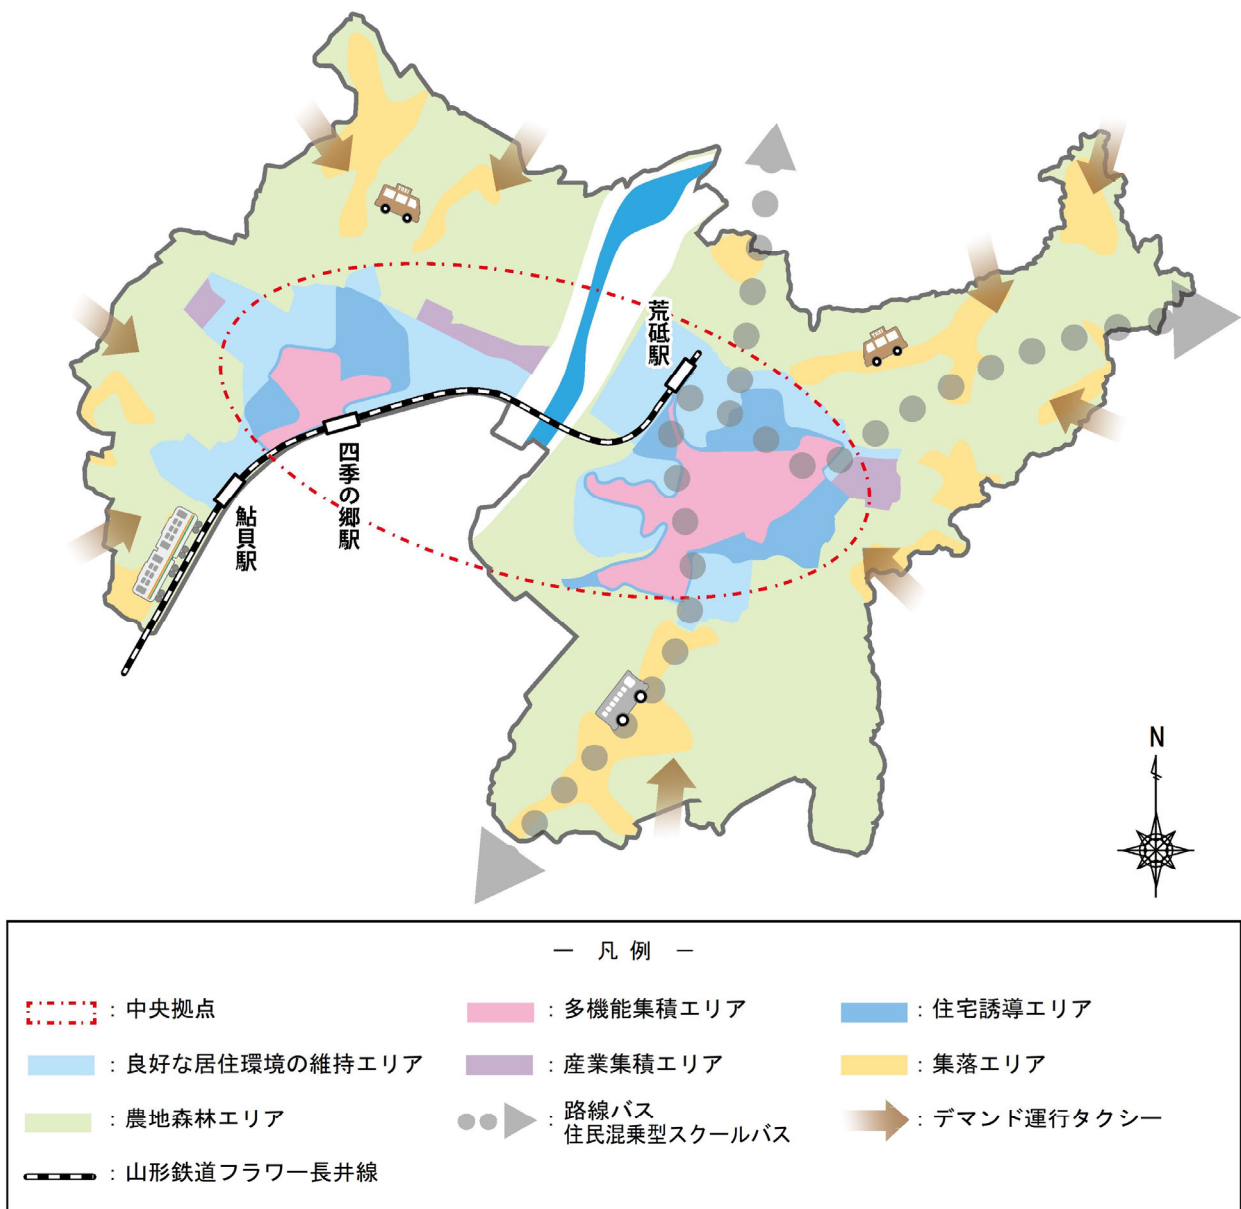 荒砥駅
四季の郷駅
鮎貝駅
TAXI
TAXI
N
― 凡 例 ―
：中央拠点
：多機能集積エリア
：住宅誘導エリア
：良好な居住環境の維持エリア
：産業集積エリア
：集落エリア
：農地森林エリア
：路線バス
住民混乗型スクールバス
：デマンド運行タクシー
：山形鉄道フラワー長井線